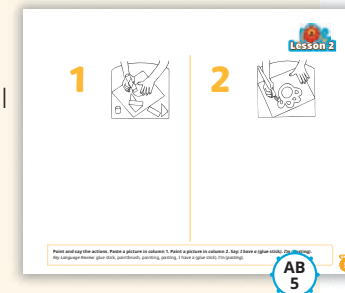 Lesson 2
1
2
Point and say the actions. Paste a picture in column 1. Paint a picture in column 2. Say: I have a (glue stick). I'm (pasting).
Key Language Review: glue stick, paintbrush, painting, pasting, I have a (glue stick), I'm (pasting).
AB
5